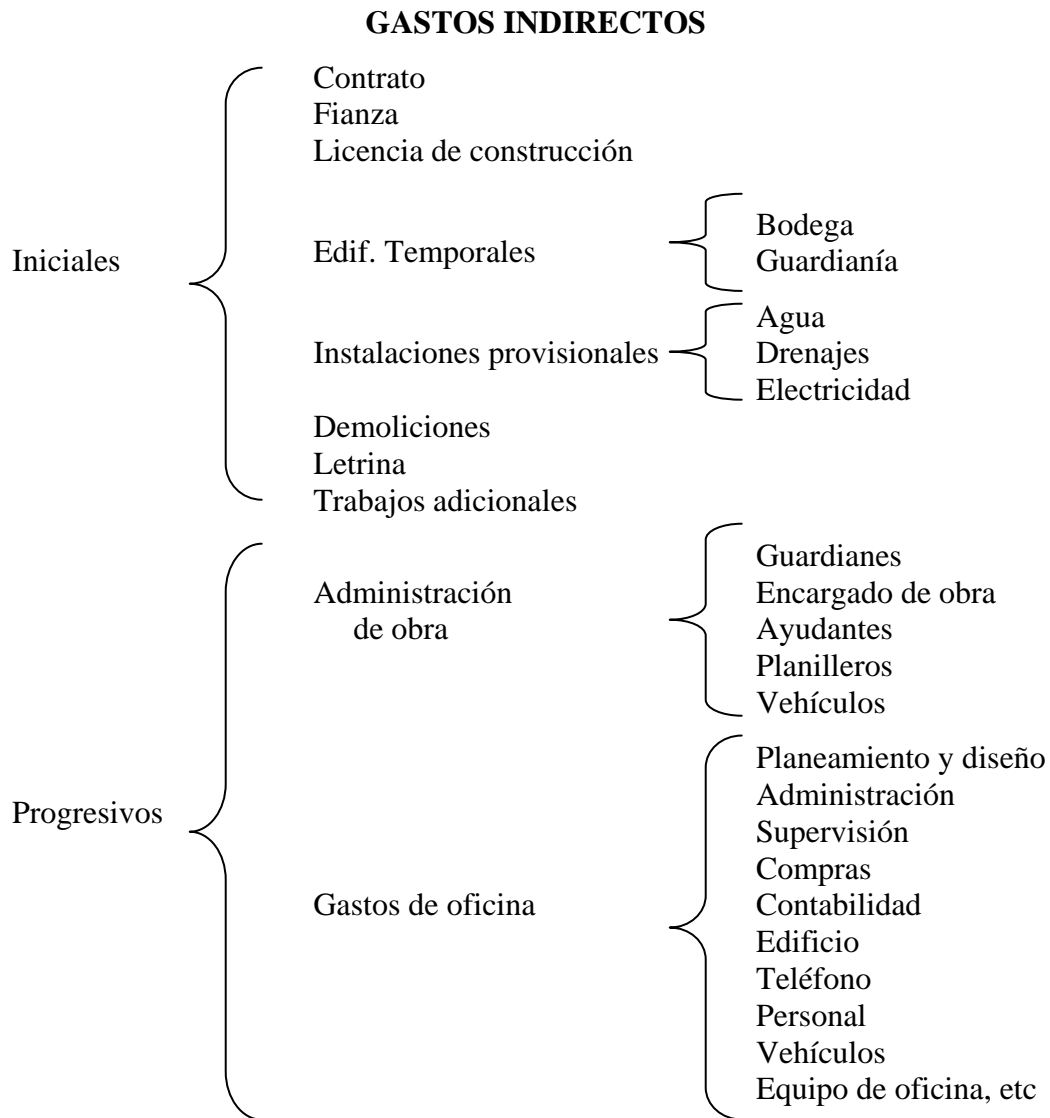 GASTOS INDIRECTOS
Iniciales
Contrato
Fianza
Licencia de construcción
Edif. Temporales
Bodega
Guardianía
Instalaciones provisionales
Agua
Drenajes
Electricidad
Demoliciones
Letrina
Trabajos adicionales
Progresivos
Administración
de obra
Guardianes
Encargado de obra
Ayudantes
Planilleros
Vehículos
Gastos de oficina
Planeamiento y diseño
Administración
Supervisión
Compras
Contabilidad
Edificio
Teléfono
Personal
Vehículos
Equipo de oficina, etc